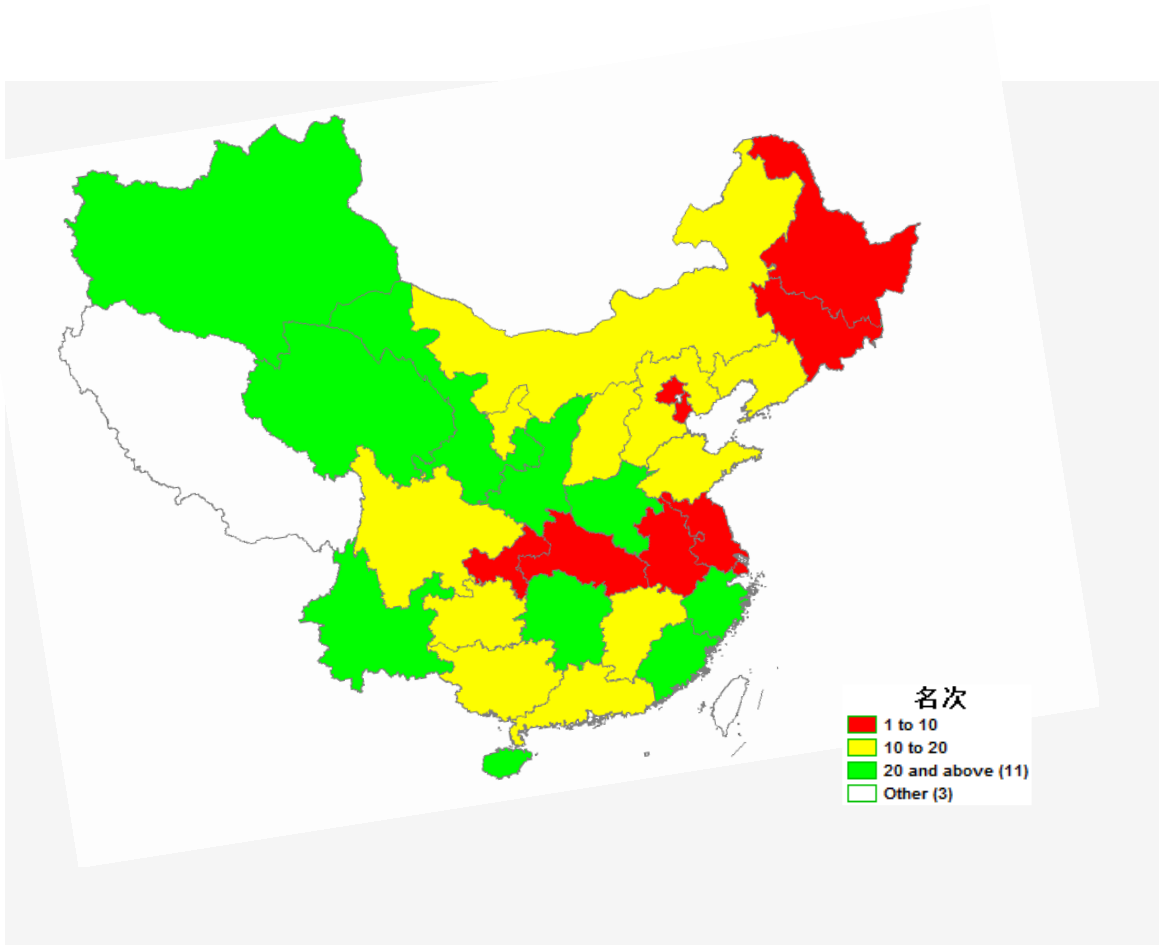 名次
1 to 10
10 to 20
20 and above (11)
Other (3)